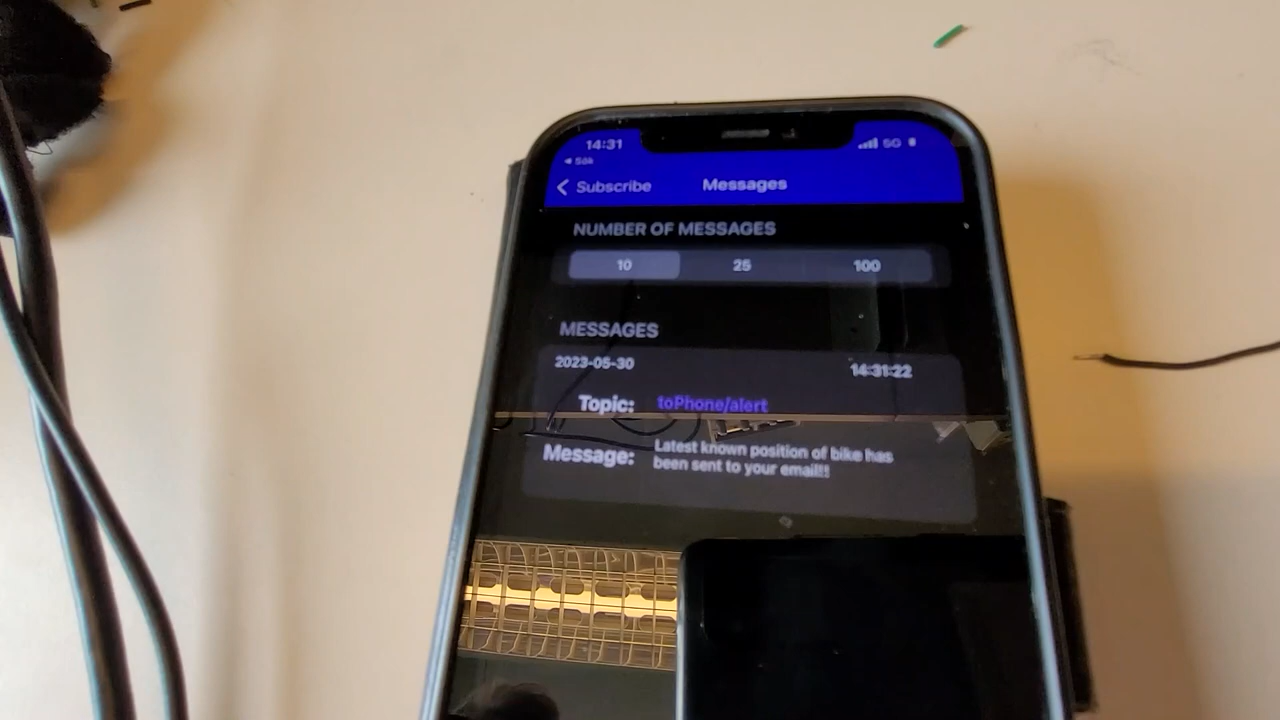 14:31
5G
Sök
Subscribe
Messages
NUMBER OF MESSAGES
10 25 100
MESSAGES
2023-05-30 14:31:22
Topic: toPhone/alert
Message: Latest known position of bike has
been sent to your email!!